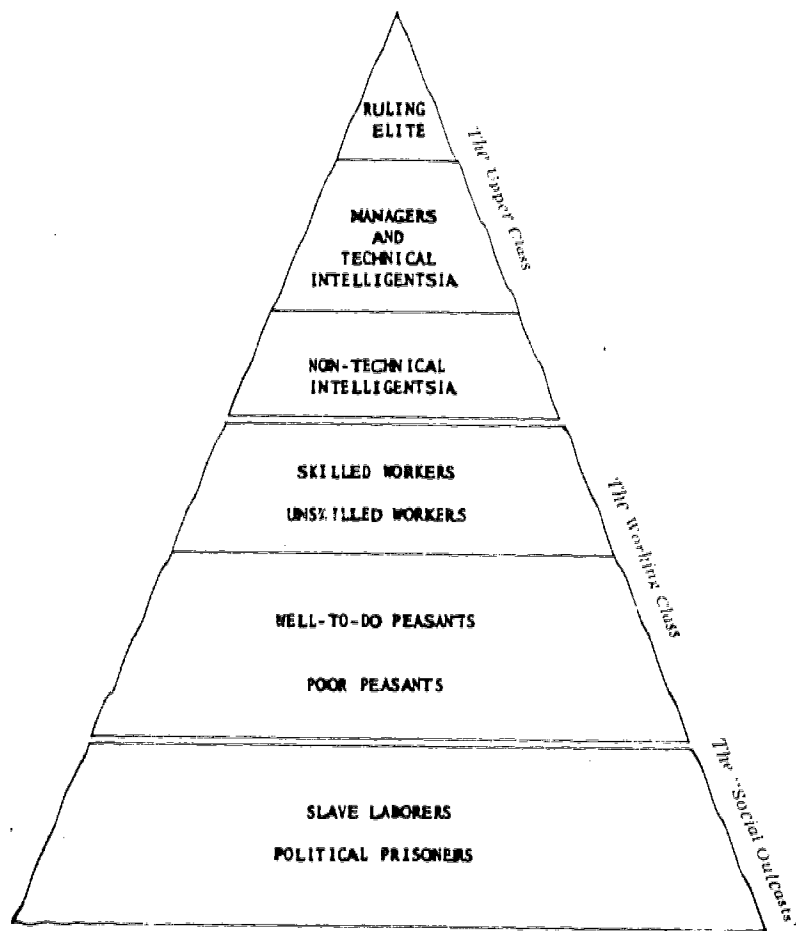 RULING
ELITE
The Upper Class
MANAGERS
AND
TECHNICAL
INTELLIGENTSIA
NON-TECHNICAL
INTELLIGENTSIA
SKILLED WORKERS
UNSKILLED WORKERS
The Working Class
WELL-TO-DO PEASANTS
POOR PEASANTS
The "Social Outcasts"
SLAVE LABORERS
POLITICAL PRISONERS